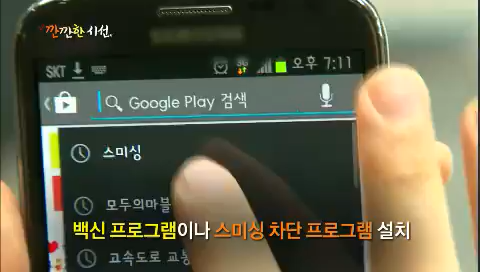 깐깐한 시선
SKT 3G 오후 7:11
Google Play 검색
스미싱
모두의마블
백신 프로그램이나 스미싱 차단 프로그램 설치
고속도로 교통